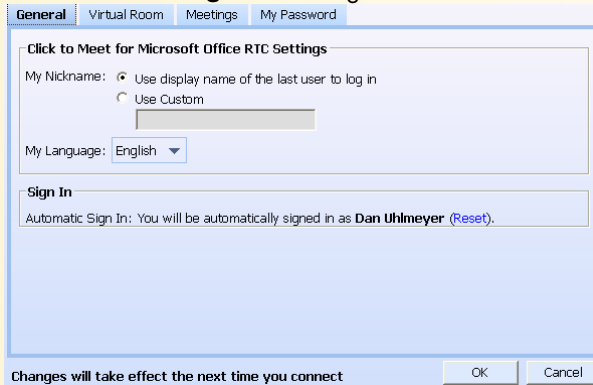 General Virtual Room Meetings My Password
Click to Meet for Microsoft Office RTC Settings
My Nickname: Use display name of the last user to log in
Use Custom
My Language: English
Sign In
Automatic Sign In: You will be automatically signed in as Dan Uhlmeyer (Reset).
Changes will take effect the next time you connect OK Cancel